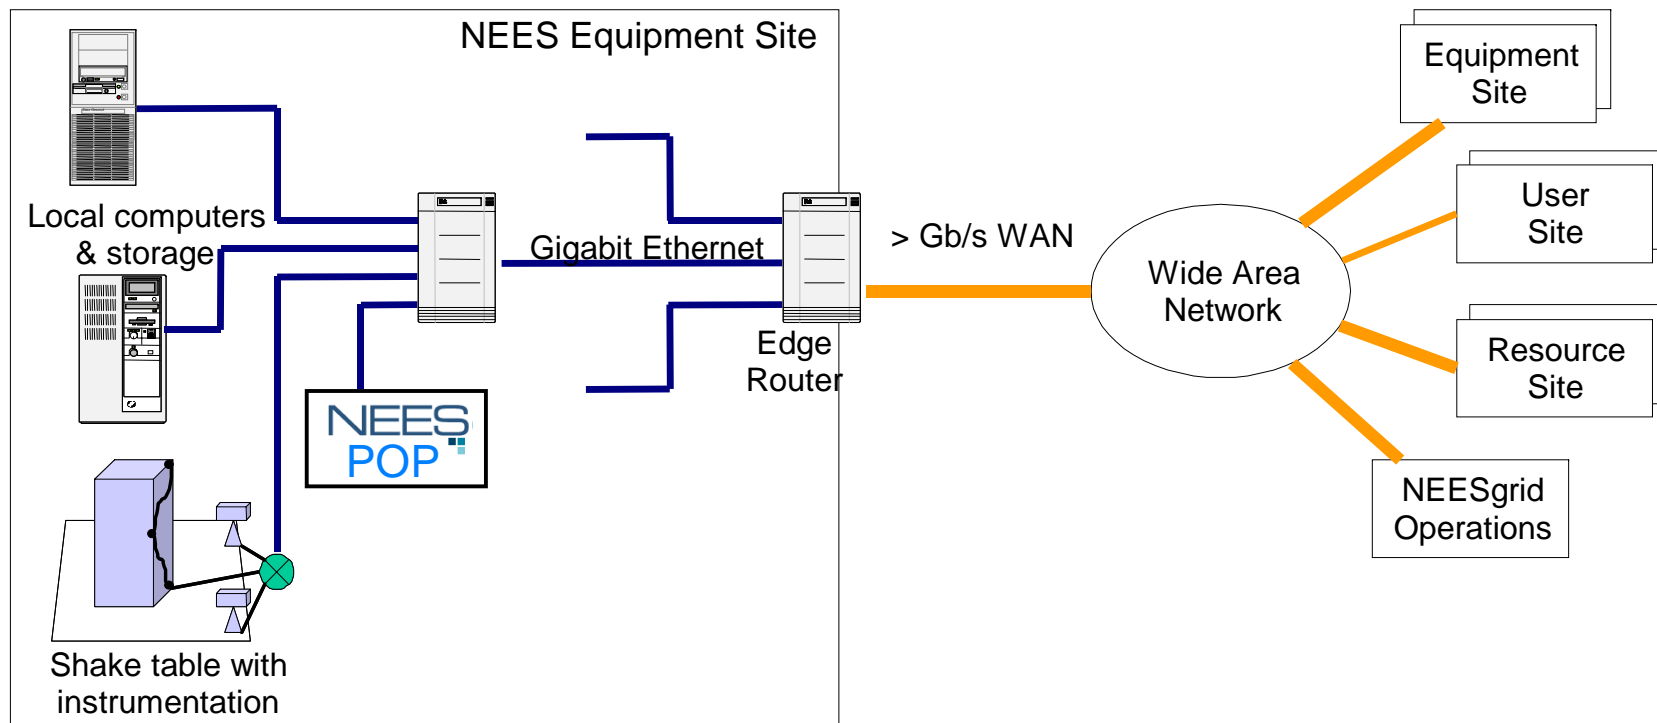 NEES Equipment Site
Local computers
& storage
Gigabit Ethernet
Edge
Router
NEES
POP
Shake table with
instrumentation
> Gb/s WAN
Wide Area
Network
Equipment
Site
User
Site
Resource
Site
NEESgrid
Operations